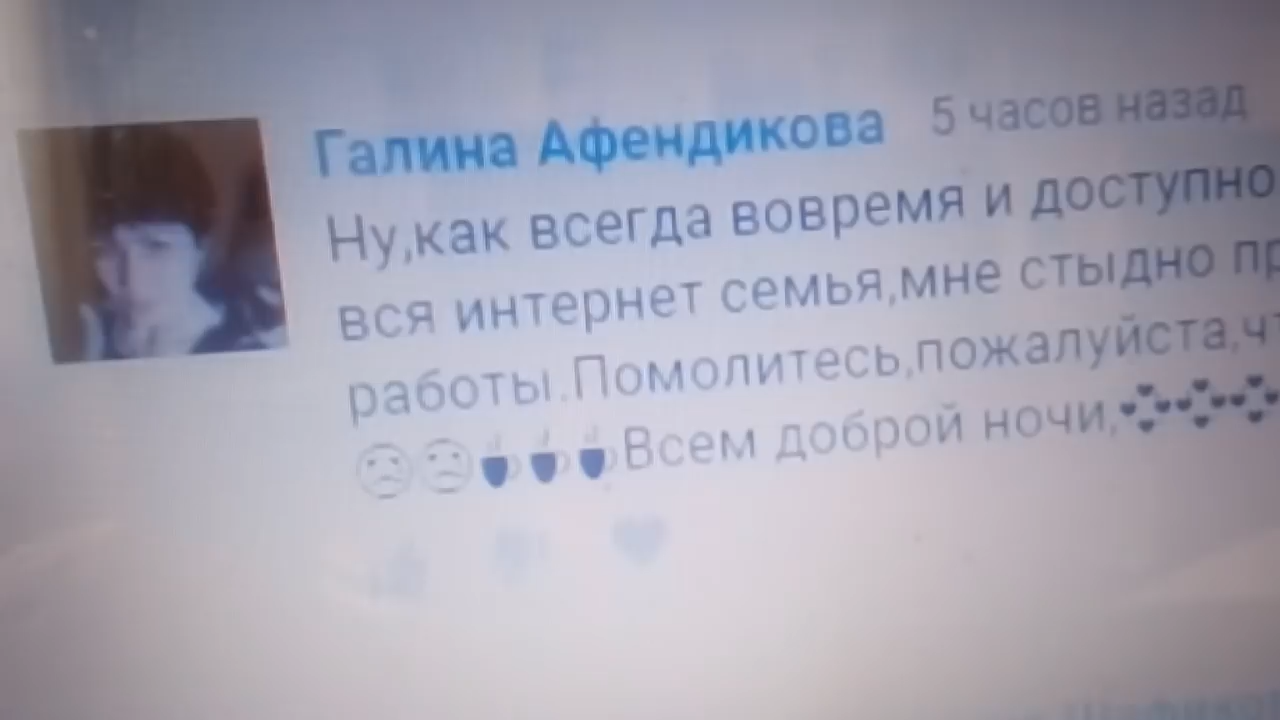 Галина Афендикова 5 часов назад
Ну,как всегда вовремя и доступно
вся интернет семья,мне стыдно
работы.Помолитесь,пожалуйста,
Всем доброй ночи,